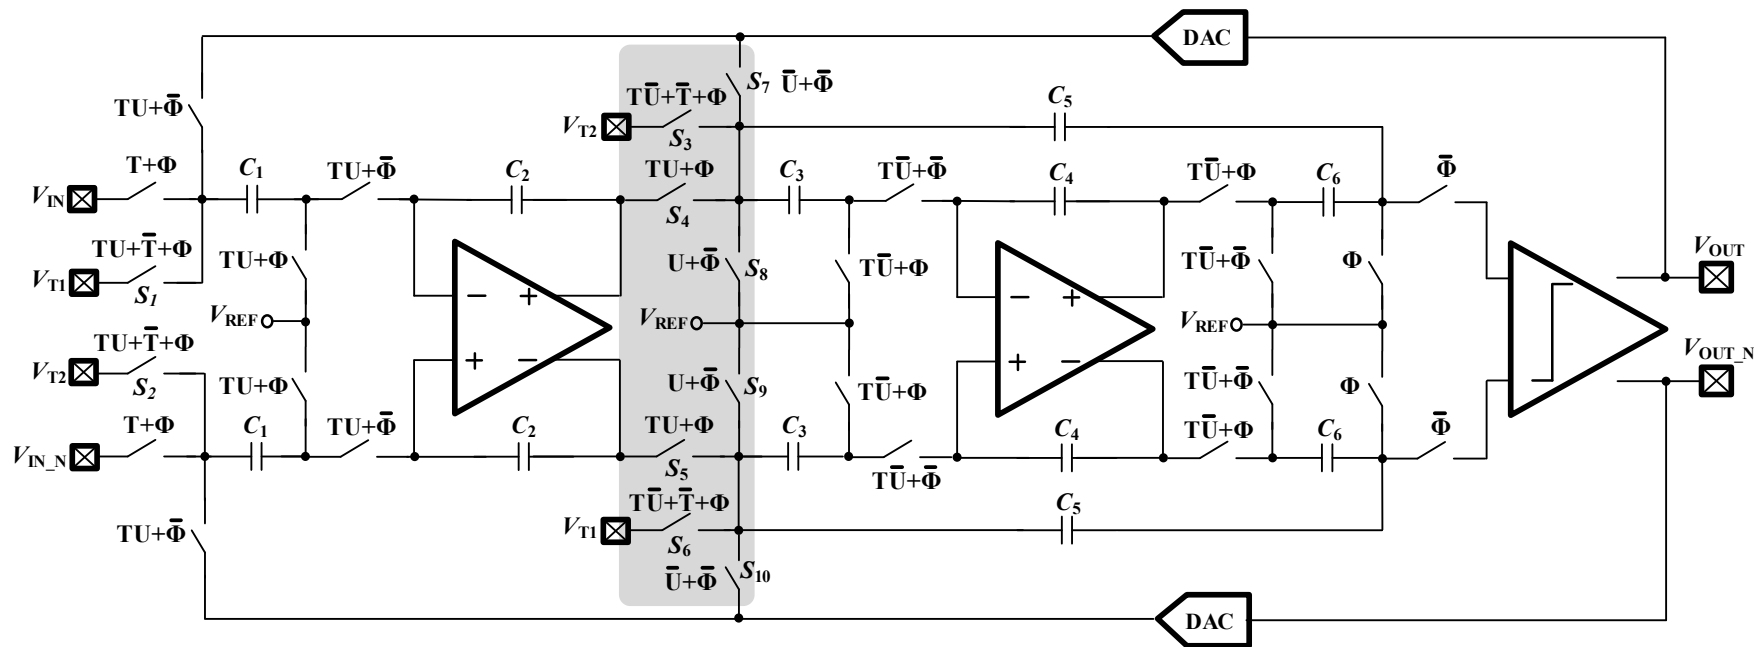 DAC
S7 Ū+Φ̄
TŪ+T̄+Φ
C5
VT2
S3
TU+Φ̄
T+Φ
C1
TU+Φ̄
C2
TU+Φ
C3
TŪ+Φ̄
C4
TŪ+Φ
C6
Φ̄
VIN
S4
TU+T̄+Φ
TU+Φ
U+Φ̄
S8
TŪ+Φ
TŪ+Φ̄
Φ
VOUT
VT1
S1
− +
− +
VREF
VREF
VREF
TU+T̄+Φ
VT2
S2
+ −
+ −
VOUT_N
TU+Φ
U+Φ̄
S9
TŪ+Φ
TŪ+Φ̄
Φ
T+Φ
C1
TU+Φ̄
C2
TU+Φ
C3
C4
TŪ+Φ
C6
Φ̄
VIN_N
S5
TŪ+Φ̄
TŪ+T̄+Φ
C5
VT1
S6
TU+Φ̄
Ū+Φ̄
S10
DAC